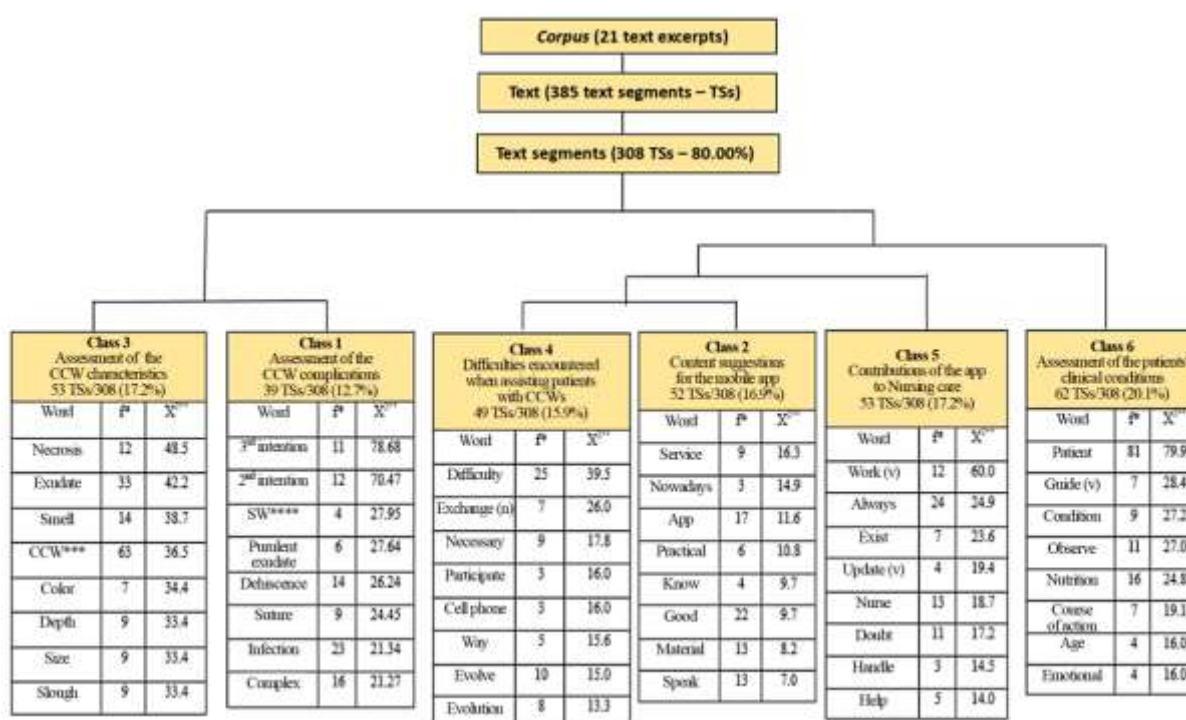 Corpus (21 text excerpts)
Text (385 text segments – TSs)
Text segments (308 TSs – 80.00%)
Class 3
Assessment of the
CCW characteristics
53 TSs/308 (17.2%)
Word fª X²**
Necrosis 12 48.5
Exudate 33 42.2
Smell 14 38.7
CCW*** 63 36.5
Color 7 34.4
Depth 9 33.4
Size 9 33.4
Slough 9 33.4
Class 1
Assessment of the
CCW complications
39 TSs/308 (12.7%)
Word fª X²**
3rd intention 11 78.68
2nd intention 12 70.47
SW**** 4 27.95
Purulent
exudate 6 27.64
Dehiscence 14 26.24
Suture 9 24.45
Infection 23 21.34
Complex 16 21.27
Class 4
Difficulties encountered
when assisting patients
with CCWs
49 TSs/308 (15.9%)
Word fª X²**
Difficulty 25 39.5
Exchange (n) 7 26.0
Necessary 9 17.8
Participate 3 16.0
Cell phone 3 16.0
Way 5 15.6
Evolve 10 15.0
Evolution 8 13.3
Class 2
Content suggestions
for the mobile app
52 TSs/308 (16.9%)
Word fª X²**
Service 9 16.3
Nowadays 3 14.9
App 17 11.6
Practical 6 10.8
Know 4 9.7
Good 22 9.7
Material 13 8.2
Speak 13 7.0
Class 5
Contributions of the app
to Nursing care
53 TSs/308 (17.2%)
Word fª X²**
Work (v) 12 60.0
Always 24 24.9
Exist 7 23.6
Update (v) 4 19.4
Nurse 13 18.7
Doubt 11 17.2
Handle 3 14.5
Help 5 14.0
Class 6
Assessment of the patients'
clinical conditions
62 TSs/308 (20.1%)
Word fª X²**
Patient 81 79.9
Guide (v) 7 28.4
Condition 9 27.2
Observe 11 27.0
Nutrition 16 24.8
Course
of action 7 19.1
Age 4 16.0
Emotional 4 16.0